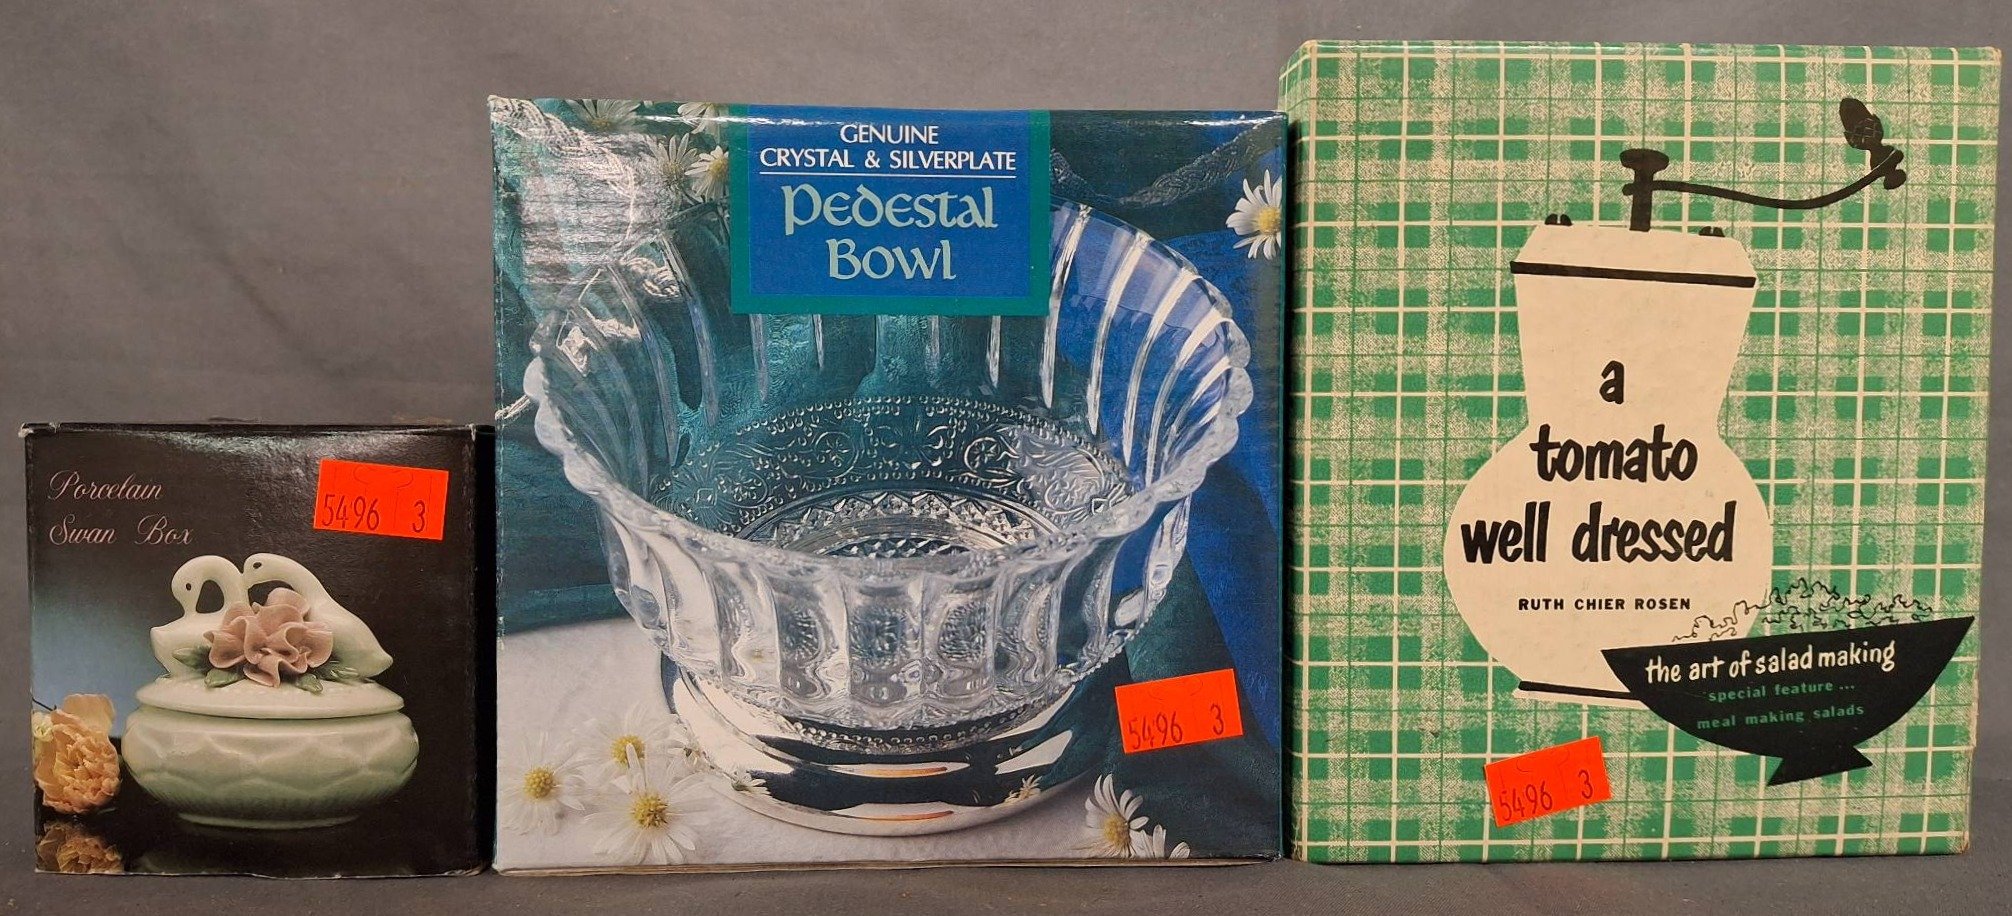 Porcelain
Swan Box
5496 3
GENUINE
CRYSTAL & SILVERPLATE
Pedestal
Bowl
5496 3
a
tomato
well dressed
RUTH CHIER ROSEN
the art of salad making
special feature ...
meal making salads
5496 3